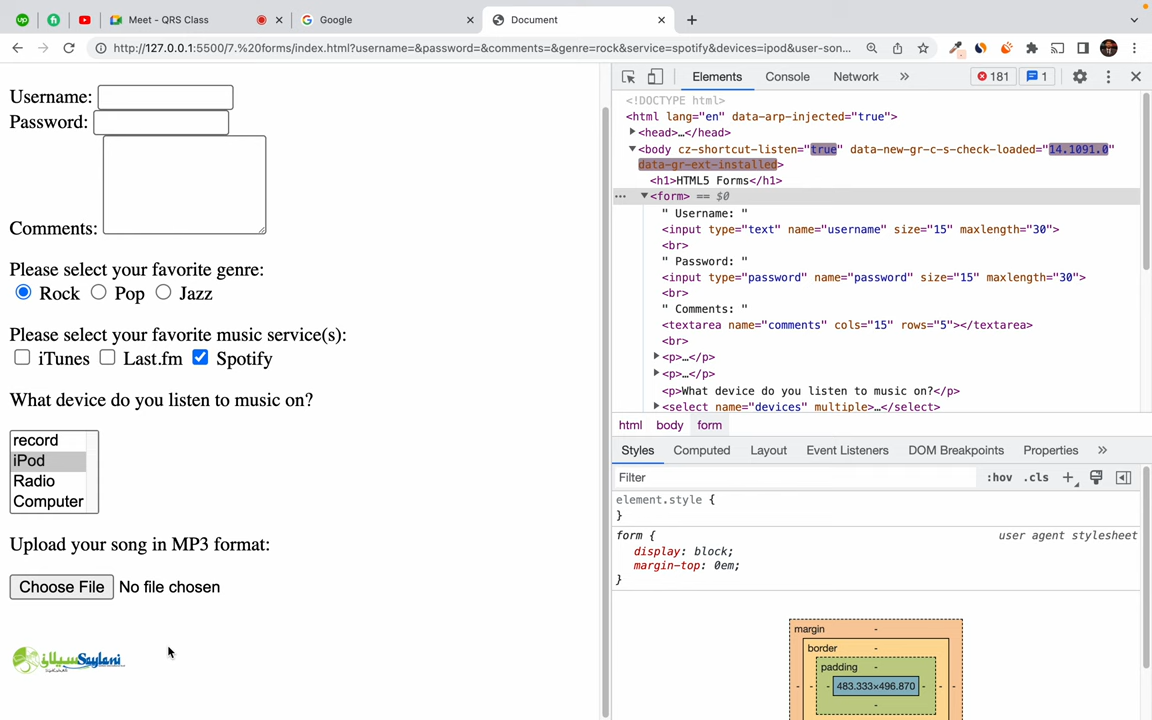 Meet - QRS Class
Google
Document
http://127.0.0.1:5500/7.%20forms/index.html?username=&password=&comments=&genre=rock&service=spotify&devices=ipod&user-son...
Username:
Password:
Comments:
Please select your favorite genre:
Rock Pop Jazz
Please select your favorite music service(s):
iTunes Last.fm Spotify
What device do you listen to music on?
record
iPod
Radio
Computer
Upload your song in MP3 format:
Choose File No file chosen
سیلانی Saylani
Elements Console Network » 181 1
<!DOCTYPE html>
<html lang="en" data-arp-injected="true">
<head>…</head>
<body cz-shortcut-listen="true" data-new-gr-c-s-check-loaded="14.1091.0"
data-gr-ext-installed>
<h1>HTML5 Forms</h1>
<form> == $0
" Username: "
<input type="text" name="username" size="15" maxlength="30">
<br>
" Password: "
<input type="password" name="password" size="15" maxlength="30">
<br>
" Comments: "
<textarea name="comments" cols="15" rows="5"></textarea>
<br>
<p>…</p>
<p>…</p>
<p>What device do you listen to music on?</p>
<select name="devices" multiple>…</select>
html body form
Styles Computed Layout Event Listeners DOM Breakpoints Properties »
Filter :hov .cls +
element.style {
}
form { user agent stylesheet
display: block;
margin-top: 0em;
}
margin -
border -
padding -
- - - 483.333×496.870 - - -
-